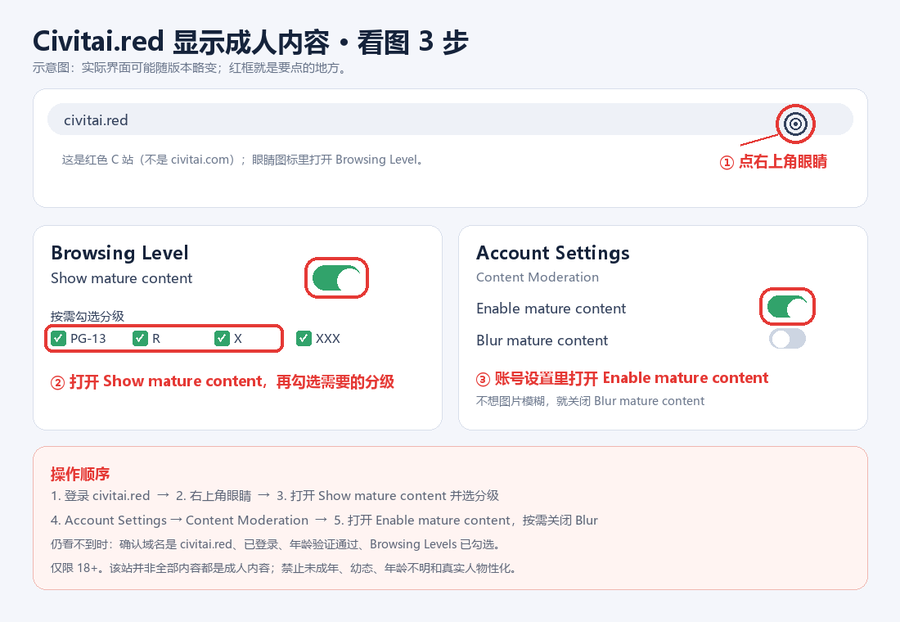 Civitai.red 显示成人内容 • 看图 3 步
示意图：实际界面可能随版本略变；红框就是要点的地方。
civitai.red
这是红色 C 站（不是 civitai.com）；眼睛图标里打开 Browsing Level。
① 点右上角眼睛
Browsing Level
Show mature content
按需勾选分级
PG-13 R X XXX
② 打开 Show mature content，再勾选需要的分级
Account Settings
Content Moderation
Enable mature content
Blur mature content
③ 账号设置里打开 Enable mature content
不想图片模糊，就关闭 Blur mature content
操作顺序
1. 登录 civitai.red → 2. 右上角眼睛 → 3. 打开 Show mature content 并选分级
4. Account Settings → Content Moderation → 5. 打开 Enable mature content，按需关闭 Blur
仍看不到时：确认域名是 civitai.red、已登录、年龄验证通过、Browsing Levels 已勾选。
仅限 18+。该站并非全部内容都是成人内容；禁止未成年、幼态、年龄不明和真实人物性化。